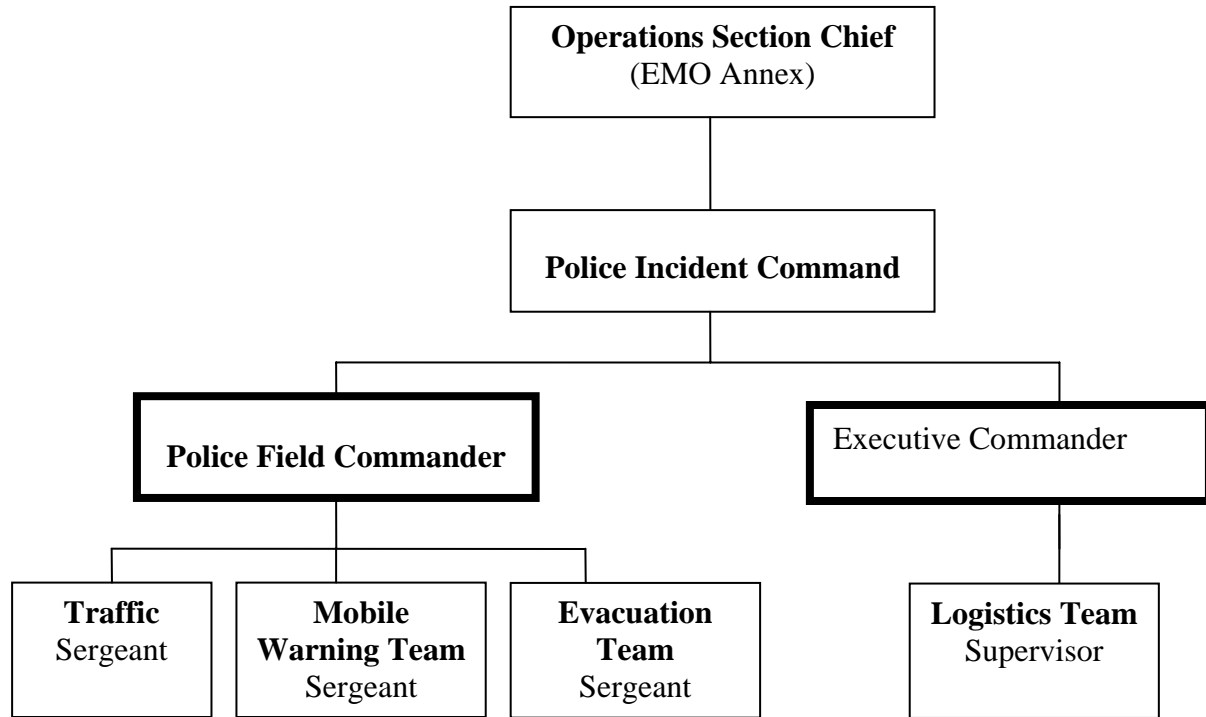 Operations Section Chief
(EMO Annex)
Police Incident Command
Police Field Commander
Executive Commander
Traffic
Sergeant
Mobile
Warning Team
Sergeant
Evacuation
Team
Sergeant
Logistics Team
Supervisor